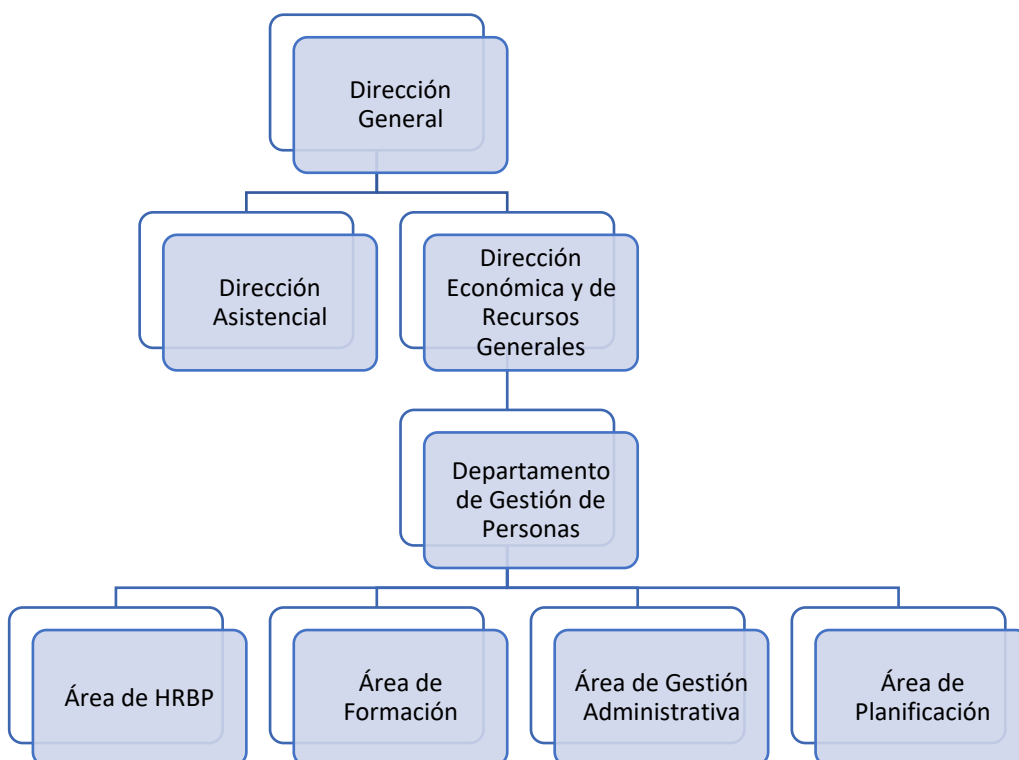 Dirección
General
Dirección
Asistencial
Dirección
Económica y de
Recursos
Generales
Departamento
de Gestión de
Personas
Área de HRBP
Área de
Formación
Área de Gestión
Administrativa
Área de
Planificación